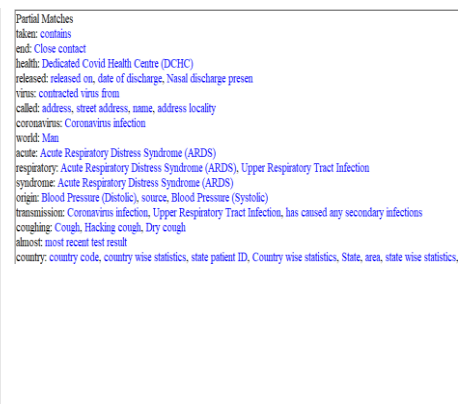 Partial Matches
taken: contains
end: Close contact
health: Dedicated Covid Health Centre (DCHC)
released: released on, date of discharge, Nasal discharge presen
virus: contracted virus from
called: address, street address, name, address locality
coronavirus: Coronavirus infection
world: Man
acute: Acute Respiratory Distress Syndrome (ARDS)
respiratory: Acute Respiratory Distress Syndrome (ARDS), Upper Respiratory Tract Infection
syndrome: Acute Respiratory Distress Syndrome (ARDS)
origin: Blood Pressure (Distolic), source, Blood Pressure (Systolic)
transmission: Coronavirus infection, Upper Respiratory Tract Infection, has caused any secondary infections
coughing: Cough, Hacking cough, Dry cough
almost: most recent test result
country: country code, country wise statistics, state patient ID, Country wise statistics, State, area, state wise statistics,